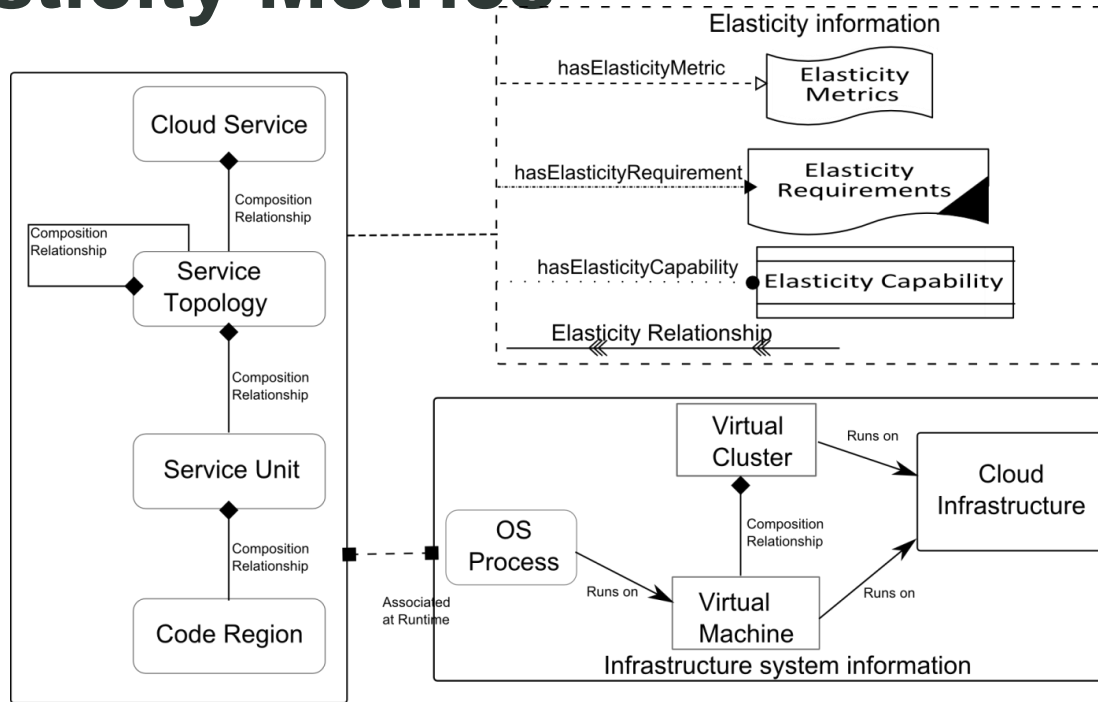 sticity Metrics
Elasticity information
hasElasticityMetric
Elasticity
Metrics
Cloud Service
hasElasticityRequirement
Elasticity
Requirements
Composition
Relationship
Composition
Relationship
Service
Topology
hasElasticityCapability
Elasticity Capability
Elasticity Relationship
Composition
Relationship
Service Unit
Virtual
Cluster
Runs on
Cloud
Infrastructure
Composition
Relationship
OS
Process
Composition
Relationship
Runs on
Runs on
Associated
at Runtime
Code Region
Virtual
Machine
Infrastructure system information